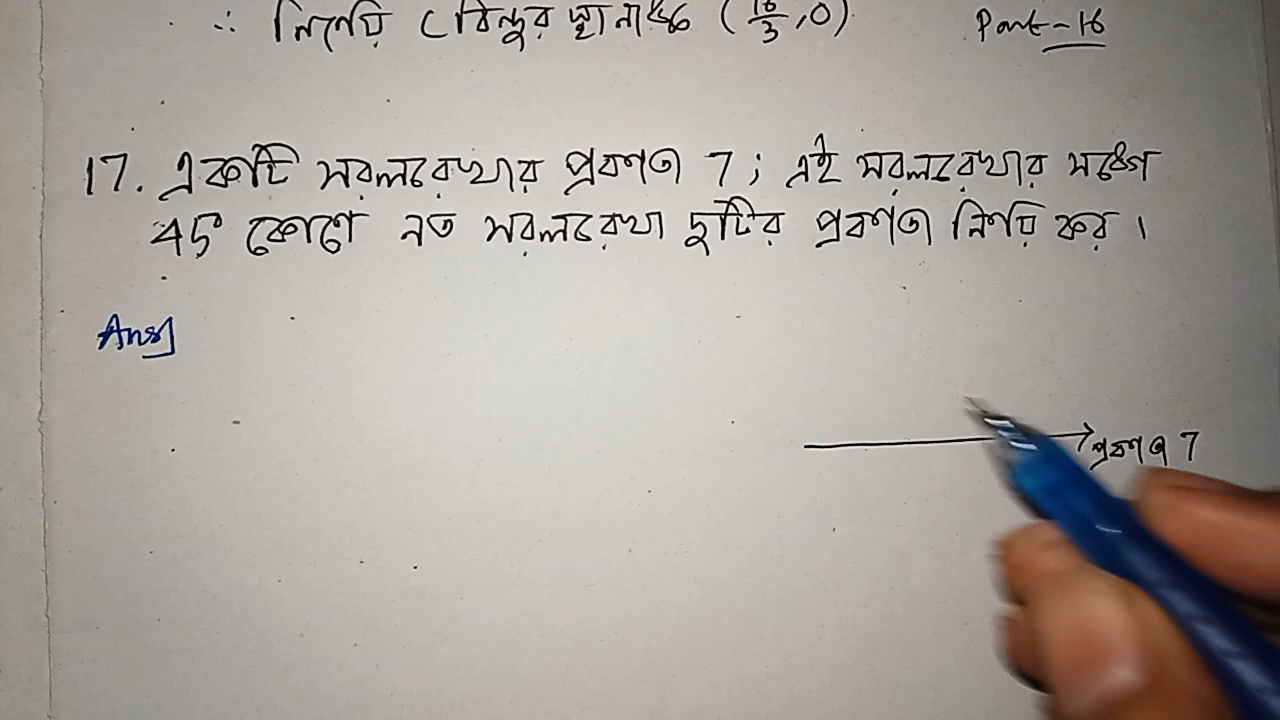 ∴ নির্ণেয় C বিন্দুর স্থানাঙ্ক (16/3, 0)
Part-16
17. একটি সরলরেখার প্রবণতা 7; এই সরলরেখার সঙ্গে
45° কোণে নত সরলরেখা দুটির প্রবণতা নির্ণয় কর।
Ans]
প্রবণতা 7